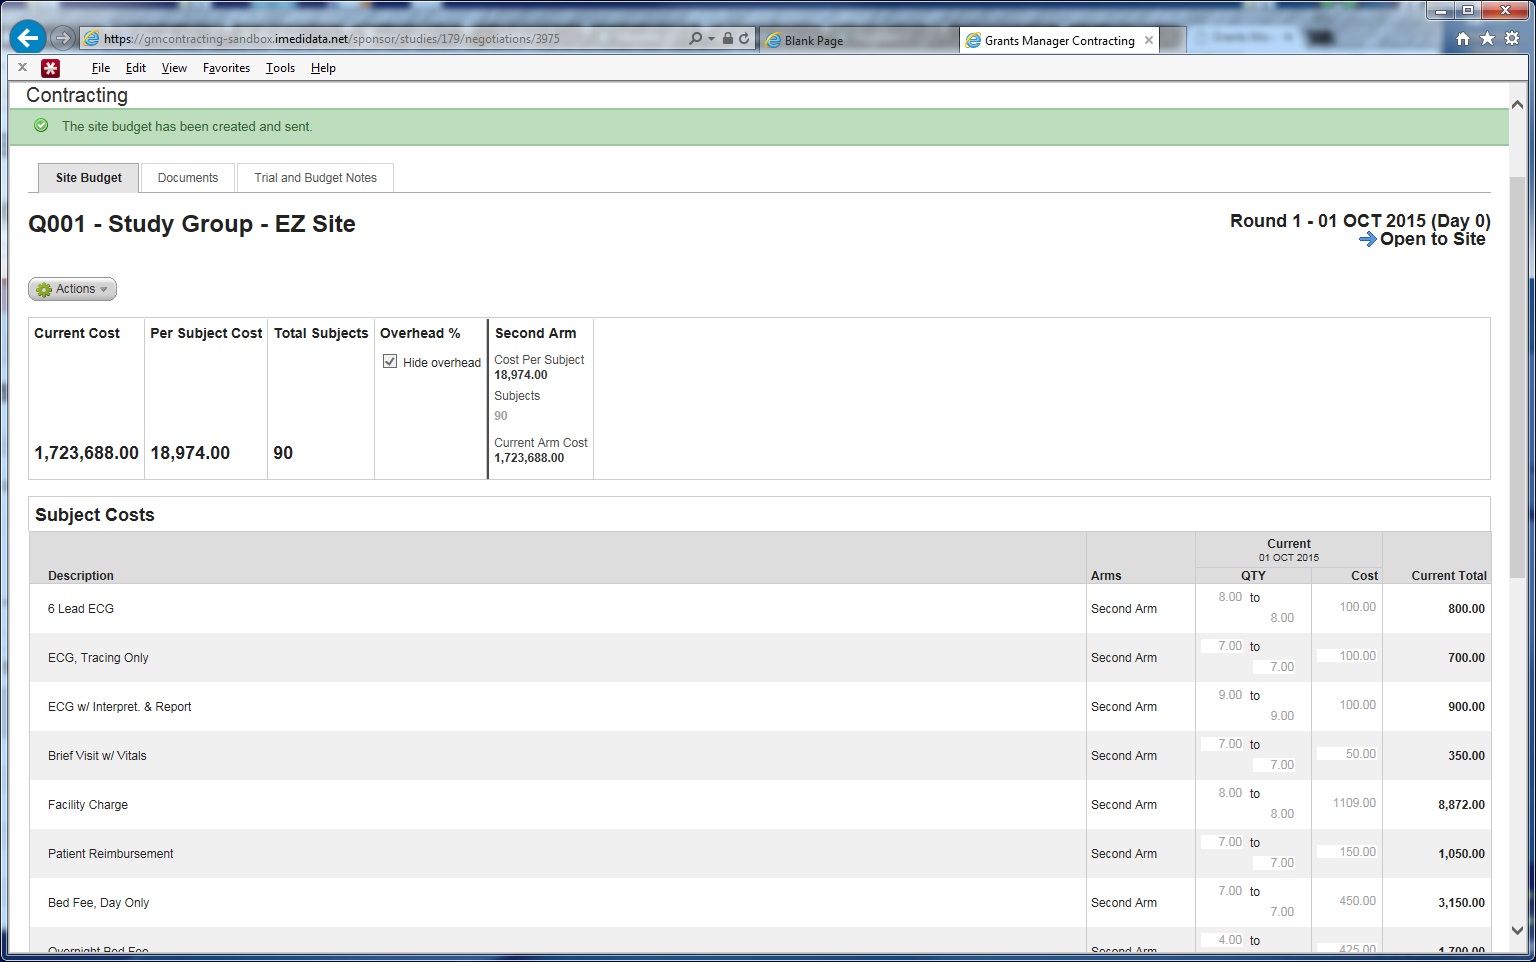 https://gmcontracting-sandbox.imedidata.net/sponsor/studies/179/negotiations/3975
Blank Page
Grants Manager Contracting
File Edit View Favorites Tools Help
Contracting
The site budget has been created and sent.
Site Budget Documents Trial and Budget Notes
Q001 - Study Group - EZ Site
Round 1 - 01 OCT 2015 (Day 0)
Open to Site
Actions
Current Cost Per Subject Cost Total Subjects Overhead % Second Arm
Hide overhead
Cost Per Subject
18,974.00
Subjects
90
Current Arm Cost
1,723,688.00
1,723,688.00 18,974.00 90
Subject Costs
Current
01 OCT 2015
Description Arms QTY Cost Current Total
6 Lead ECG Second Arm 8.00 to 8.00 100.00 800.00
ECG, Tracing Only Second Arm 7.00 to 7.00 100.00 700.00
ECG w/ Interpret. & Report Second Arm 9.00 to 9.00 100.00 900.00
Brief Visit w/ Vitals Second Arm 7.00 to 7.00 50.00 350.00
Facility Charge Second Arm 8.00 to 8.00 1109.00 8,872.00
Patient Reimbursement Second Arm 7.00 to 7.00 150.00 1,050.00
Bed Fee, Day Only Second Arm 7.00 to 7.00 450.00 3,150.00
Overnight Bed Fee Second Arm 4.00 to 425.00 1,700.00